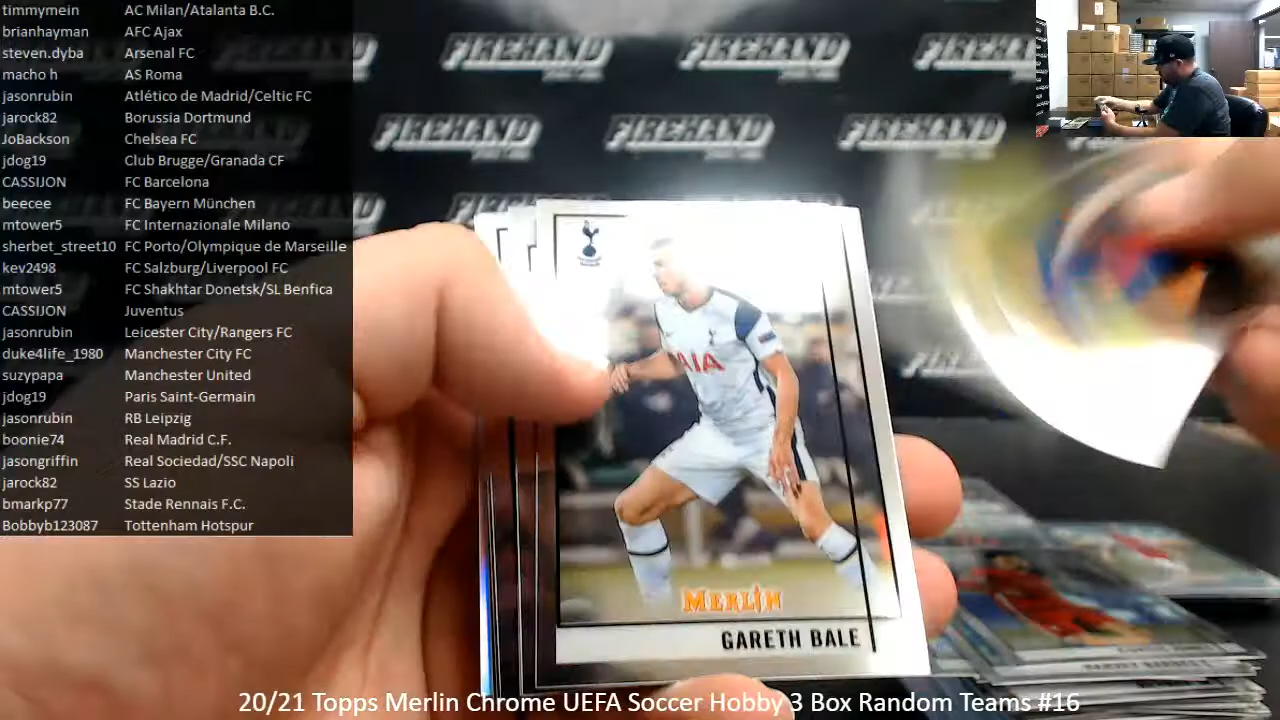 timmymein AC Milan/Atalanta B.C.
brianhayman AFC Ajax
steven.dyba Arsenal FC
macho h AS Roma
jasonrubin Atlético de Madrid/Celtic FC
jarock82 Borussia Dortmund
JoBackson Chelsea FC
jdog19 Club Brugge/Granada CF
CASSIJON FC Barcelona
beecee FC Bayern München
mtower5 FC Internazionale Milano
sherbet_street10 FC Porto/Olympique de Marseille
kev2498 FC Salzburg/Liverpool FC
mtower5 FC Shakhtar Donetsk/SL Benfica
CASSIJON Juventus
jasonrubin Leicester City/Rangers FC
duke4life_1980 Manchester City FC
suzypapa Manchester United
jdog19 Paris Saint-Germain
jasonrubin RB Leipzig
boonie74 Real Madrid C.F.
jasongriffin Real Sociedad/SSC Napoli
jarock82 SS Lazio
bmarkp77 Stade Rennais F.C.
Bobbyb123087 Tottenham Hotspur
FIREHAND FIREHAND FIREHAND
FIREHAND FIREHAND FIREHAND
AIA
MERLIN
GARETH BALE
20/21 Topps Merlin Chrome UEFA Soccer Hobby 3 Box Random Teams #16